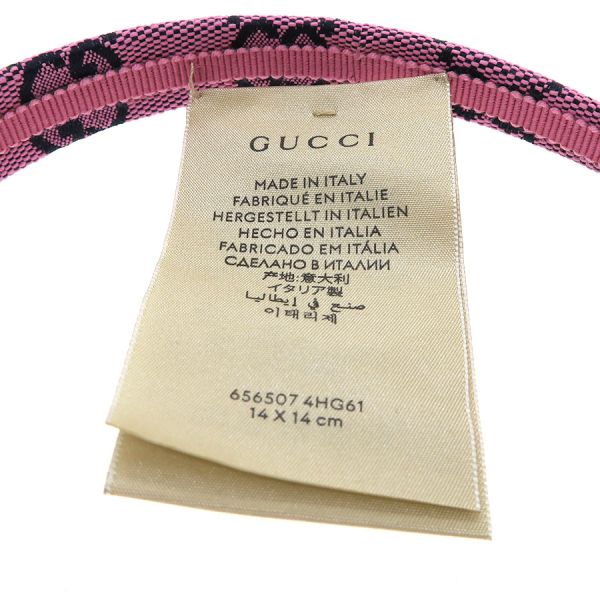 GUCCI
MADE IN ITALY
FABRIQUÉ EN ITALIE
HERGESTELLT IN ITALIEN
HECHO EN ITALIA
FABRICADO EM ITÁLIA
СДЕЛАНО В ИТАЛИИ
产地:意大利
イタリア製
صنع في إيطاليا
이태리제
656507 4HG61
14 X 14 cm